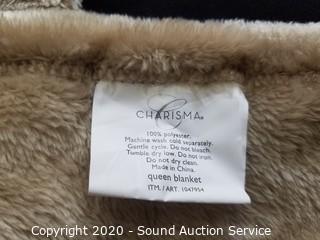 CHARISMA®
100% polyester.
Machine wash cold separately.
Gentle cycle. Do not bleach.
Tumble dry low. Do not iron.
Do not dry clean.
Made in China.
queen blanket
ITM./ART. 1047954
Copyright 2020 - Sound Auction Service